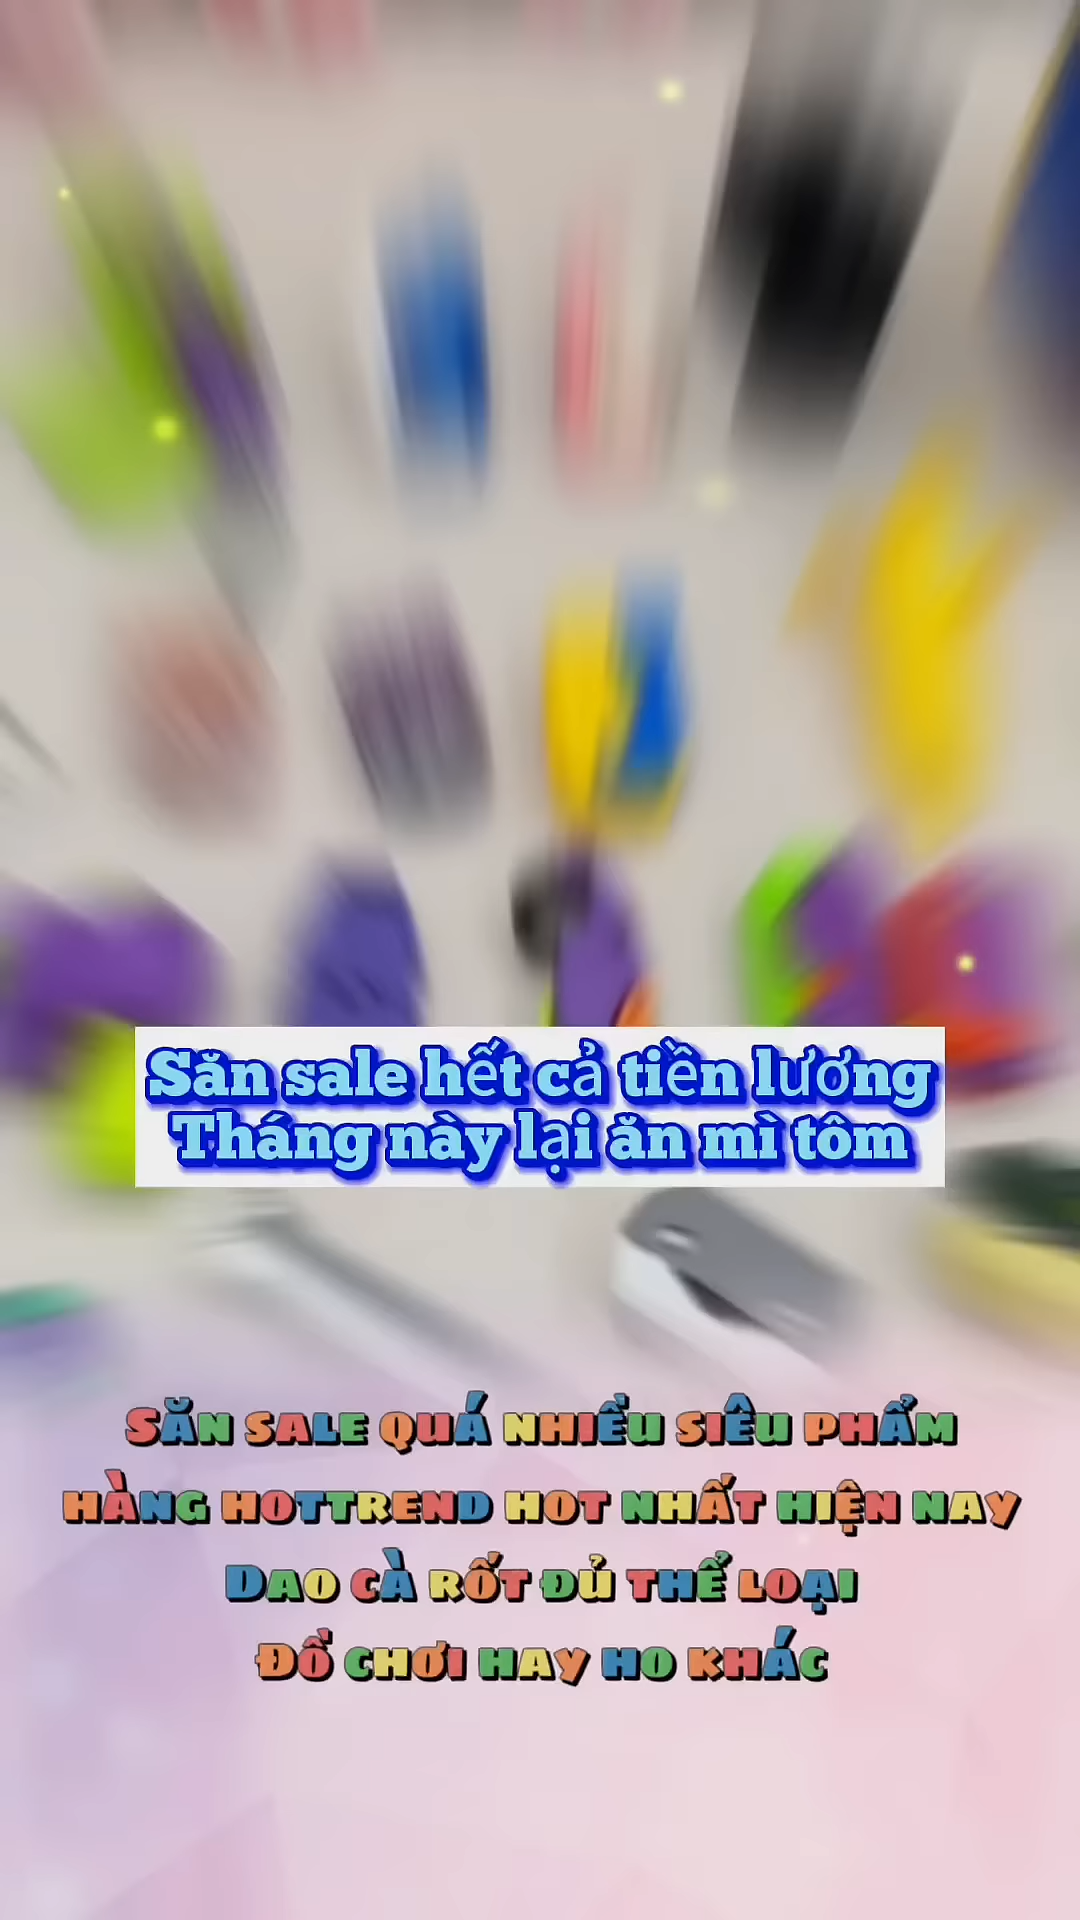 Săn sale hết cả tiền lương
Tháng này lại ăn mì tôm
Săn sale quá nhiều siêu phẩm
hàng hottrend hot nhất hiện nay
Dao cà rốt đủ thể loại
Đồ chơi hay ho khác